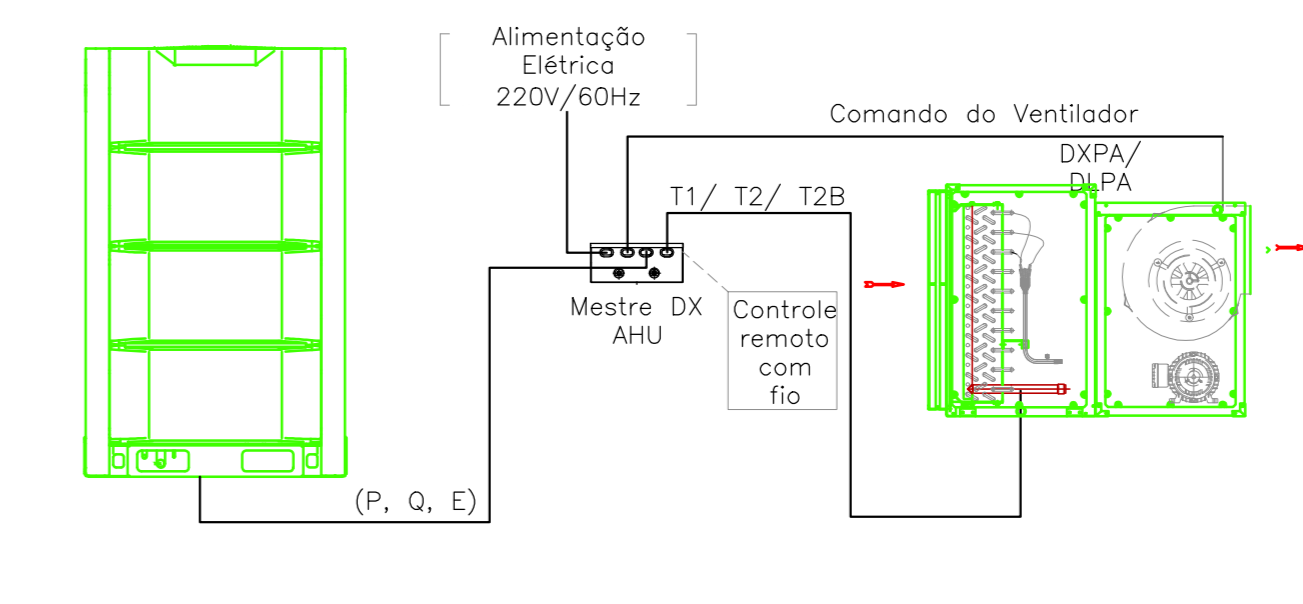 Alimentação
Elétrica
220V/60Hz
Comando do Ventilador
DXPA/
DLPA
T1/ T2/ T2B
Mestre DX
AHU
Controle
remoto
com
fio
(P, Q, E)